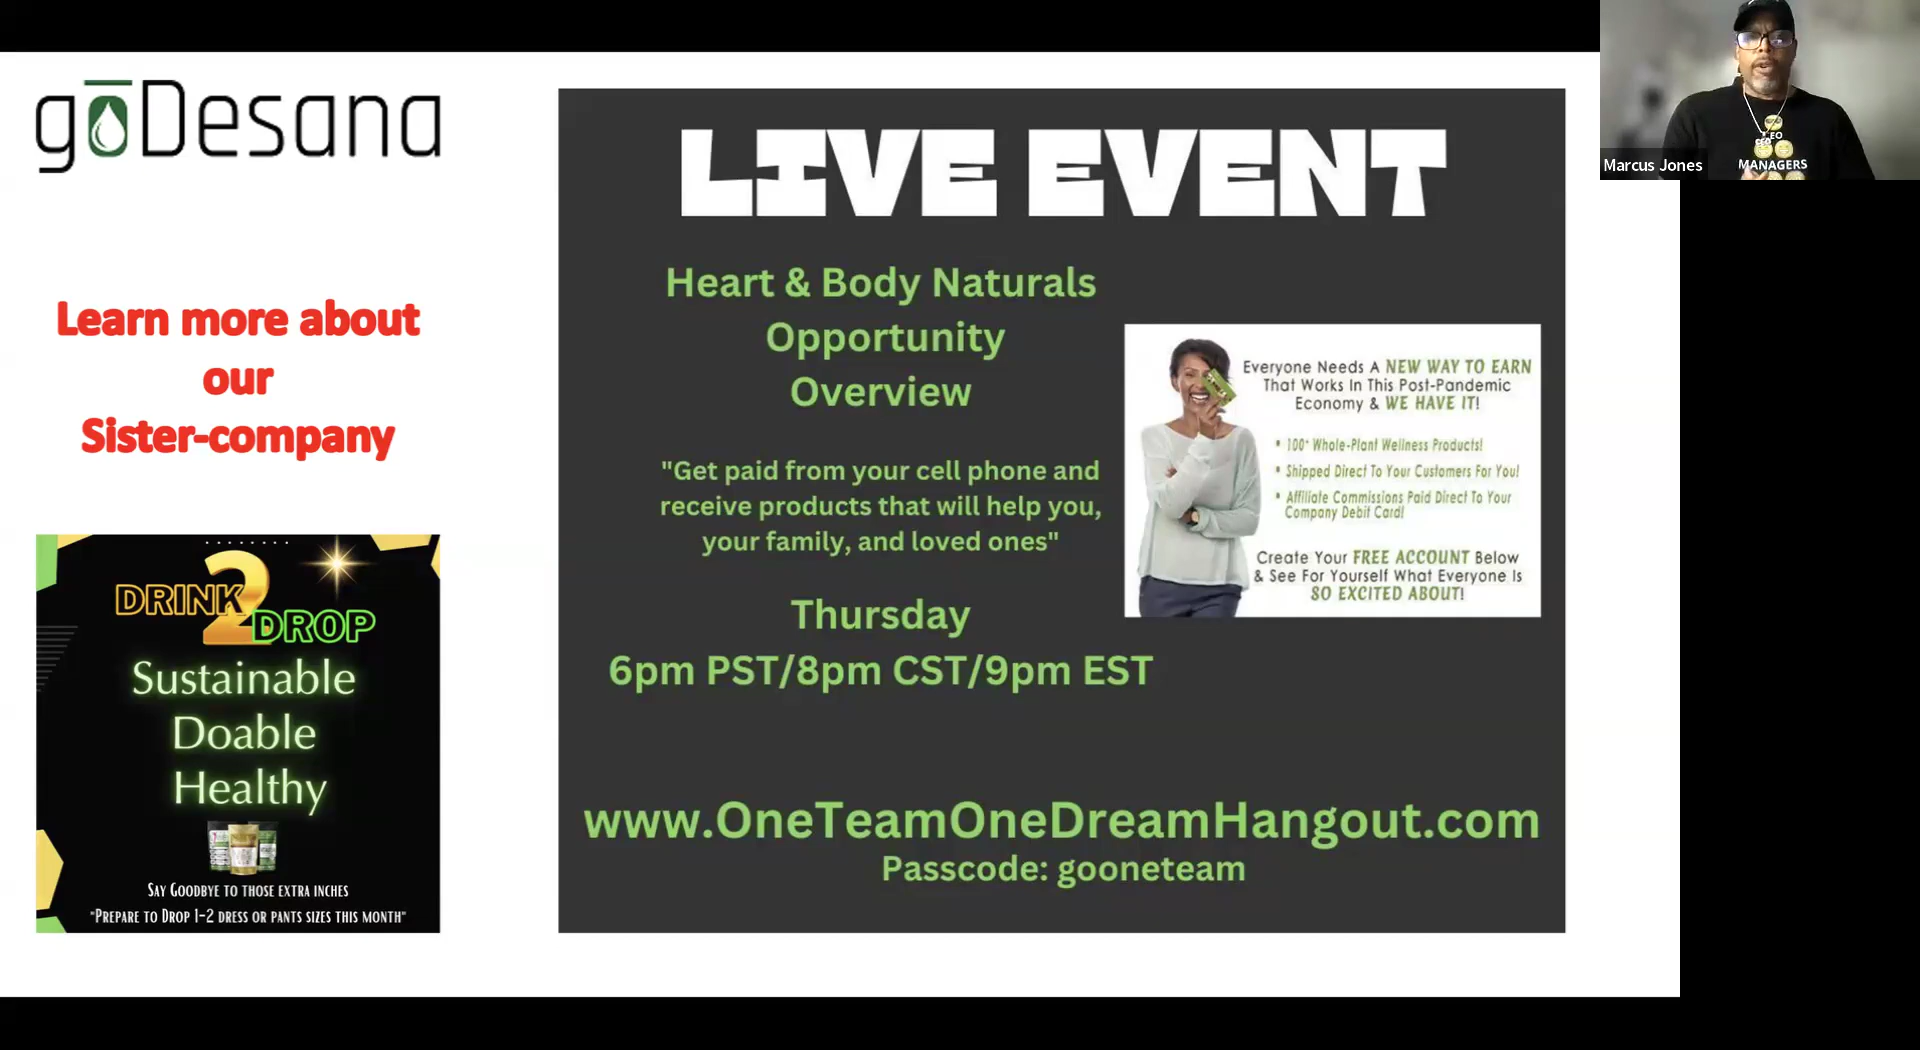 gōDesana
Learn more about
our
Sister-company
DRINK 2 DROP
Sustainable
Doable
Healthy
SAY GOODBYE TO THOSE EXTRA INCHES
"PREPARE TO DROP 1-2 DRESS OR PANTS SIZES THIS MONTH"
LIVE EVENT
Heart & Body Naturals
Opportunity
Overview
"Get paid from your cell phone and
receive products that will help you,
your family, and loved ones"
Thursday
6pm PST/8pm CST/9pm EST
www.OneTeamOneDreamHangout.com
Passcode: gooneteam
Everyone Needs A NEW WAY TO EARN
That Works In This Post-Pandemic
Economy & WE HAVE IT!
• 100% Whole-Plant Wellness Products!
• Shipped Direct To Your Customers For You!
• Affiliate Commissions Paid Direct To Your
Company Debit Card!
Create Your FREE ACCOUNT Below
& See For Yourself What Everyone Is
SO EXCITED ABOUT!
Marcus Jones
MANAGERS